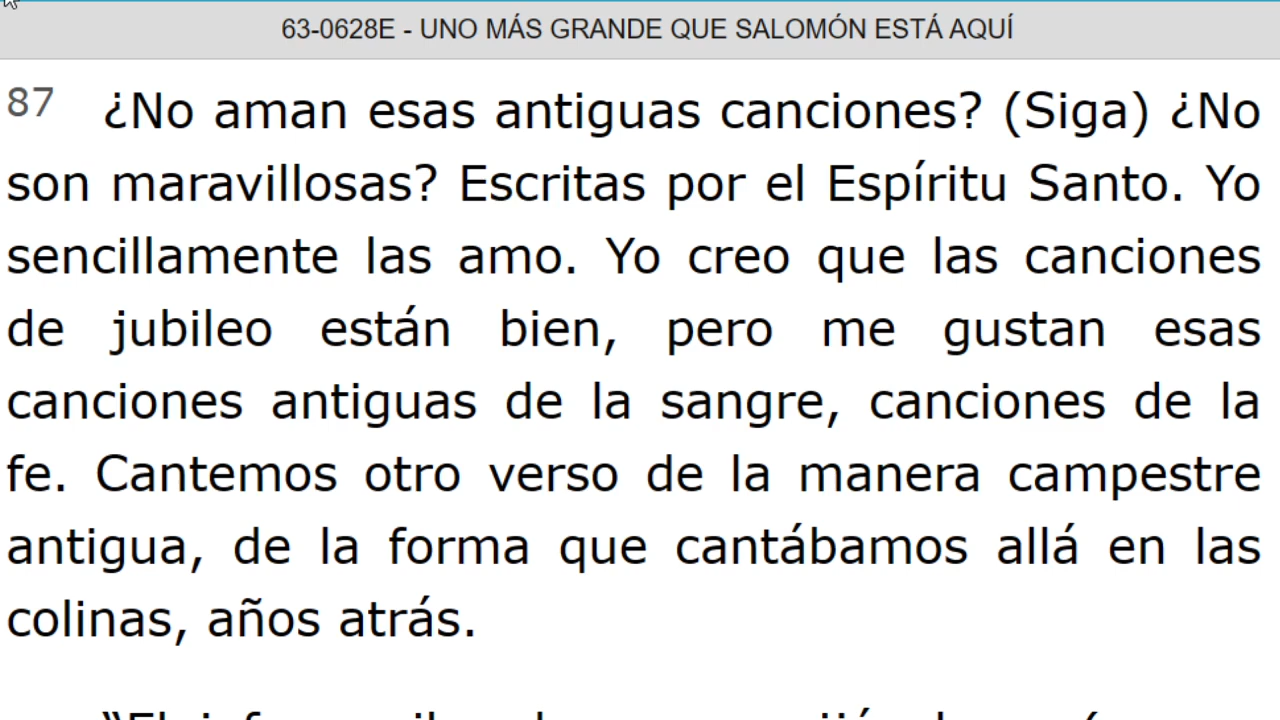 63-0628E - UNO MÁS GRANDE QUE SALOMÓN ESTÁ AQUÍ
87 ¿No aman esas antiguas canciones? (Siga) ¿No
son maravillosas? Escritas por el Espíritu Santo. Yo
sencillamente las amo. Yo creo que las canciones
de jubileo están bien, pero me gustan esas
canciones antiguas de la sangre, canciones de la
fe. Cantemos otro verso de la manera campestre
antigua, de la forma que cantábamos allá en las
colinas, años atrás.